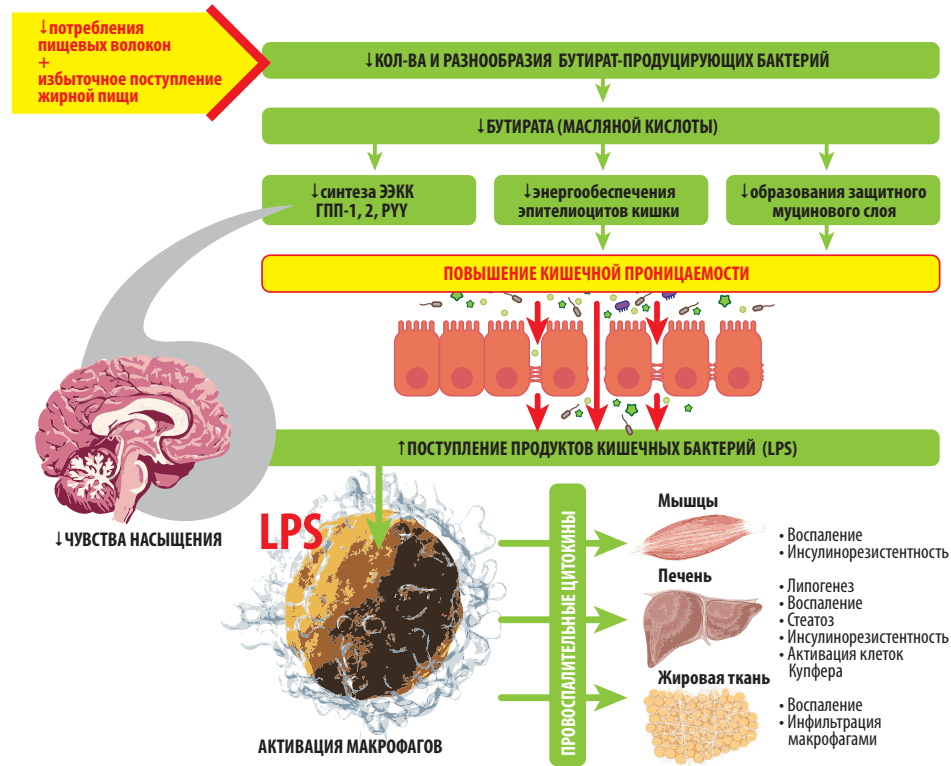 ↓потребления
пищевых волокон
+
избыточное поступление
жирной пищи
↓КОЛ-ВА И РАЗНООБРАЗИЯ БУТИРАТ-ПРОДУЦИРУЮЩИХ БАКТЕРИЙ
↓БУТИРАТА (МАСЛЯНОЙ КИСЛОТЫ)
↓синтеза ЭЭКК
ГПП-1, 2, PYY
↓энергообеспечения
эпителиоцитов кишки
↓образования защитного
муцинового слоя
ПОВЫШЕНИЕ КИШЕЧНОЙ ПРОНИЦАЕМОСТИ
↑ПОСТУПЛЕНИЕ ПРОДУКТОВ КИШЕЧНЫХ БАКТЕРИЙ (LPS)
↓ЧУВСТВА НАСЫЩЕНИЯ
LPS
АКТИВАЦИЯ МАКРОФАГОВ
ПРОВОСПАЛИТЕЛЬНЫЕ ЦИТОКИНЫ
Мышцы
• Воспаление
• Инсулинорезистентность
Печень
• Липогенез
• Воспаление
• Стеатоз
• Инсулинорезистентность
• Активация клеток
Купфера
Жировая ткань
• Воспаление
• Инфильтрация
макрофагами